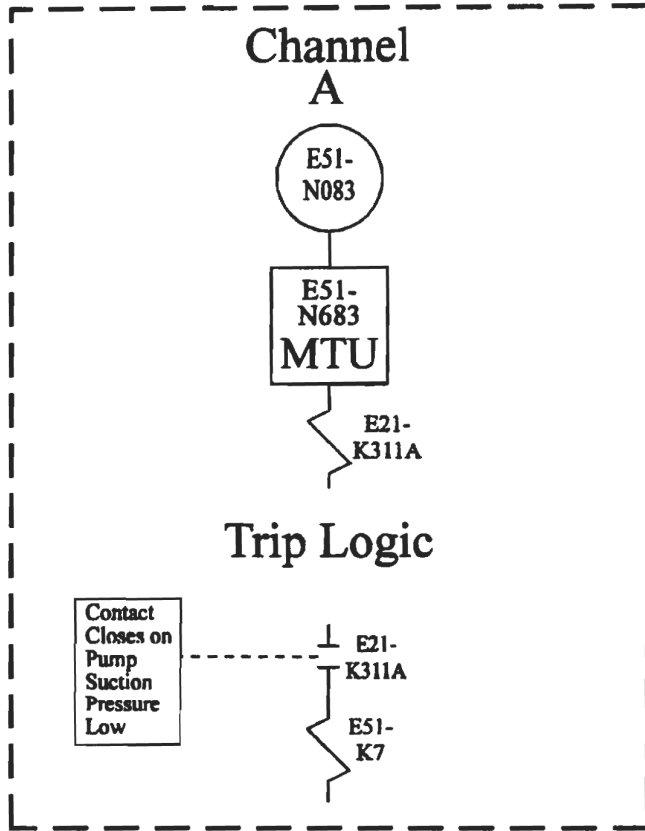 Channel
A
E51-
N083
E51-
N683
MTU
E21-
K311A
Trip Logic
Contact
Closes on
Pump
Suction
Pressure
Low
E21-
K311A
E51-
K7